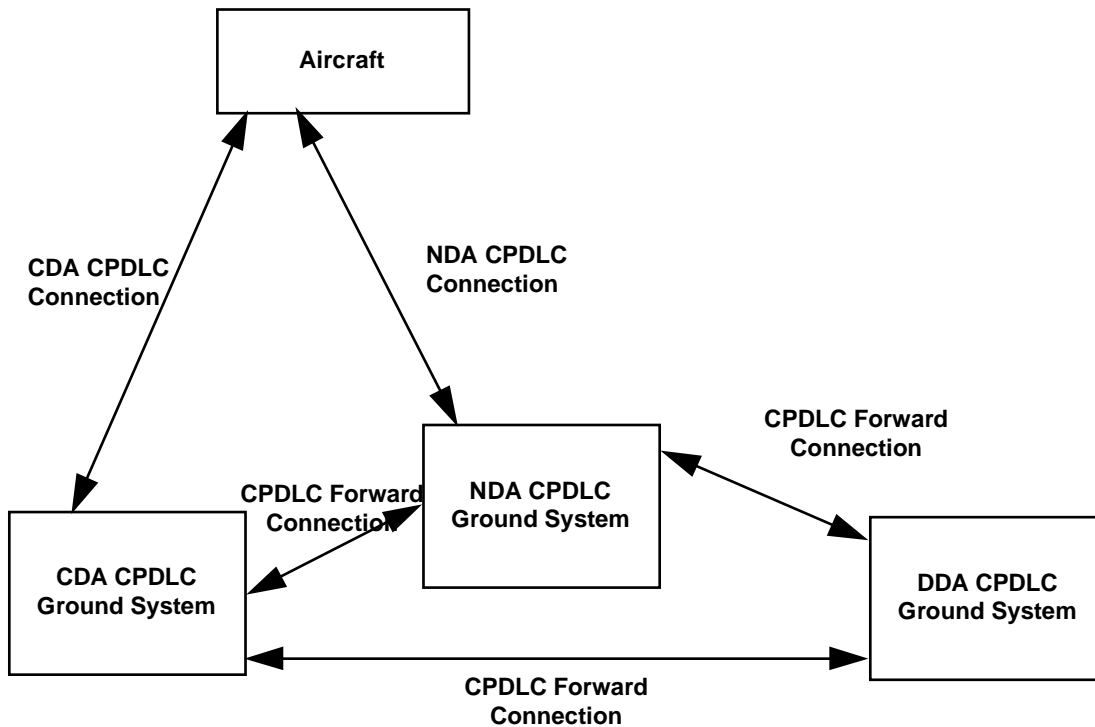 Aircraft
CDA CPDLC
Connection
NDA CPDLC
Connection
CPDLC Forward
Connection
CPDLC Forward
Connection
NDA CPDLC
Ground System
CDA CPDLC
Ground System
DDA CPDLC
Ground System
CPDLC Forward
Connection